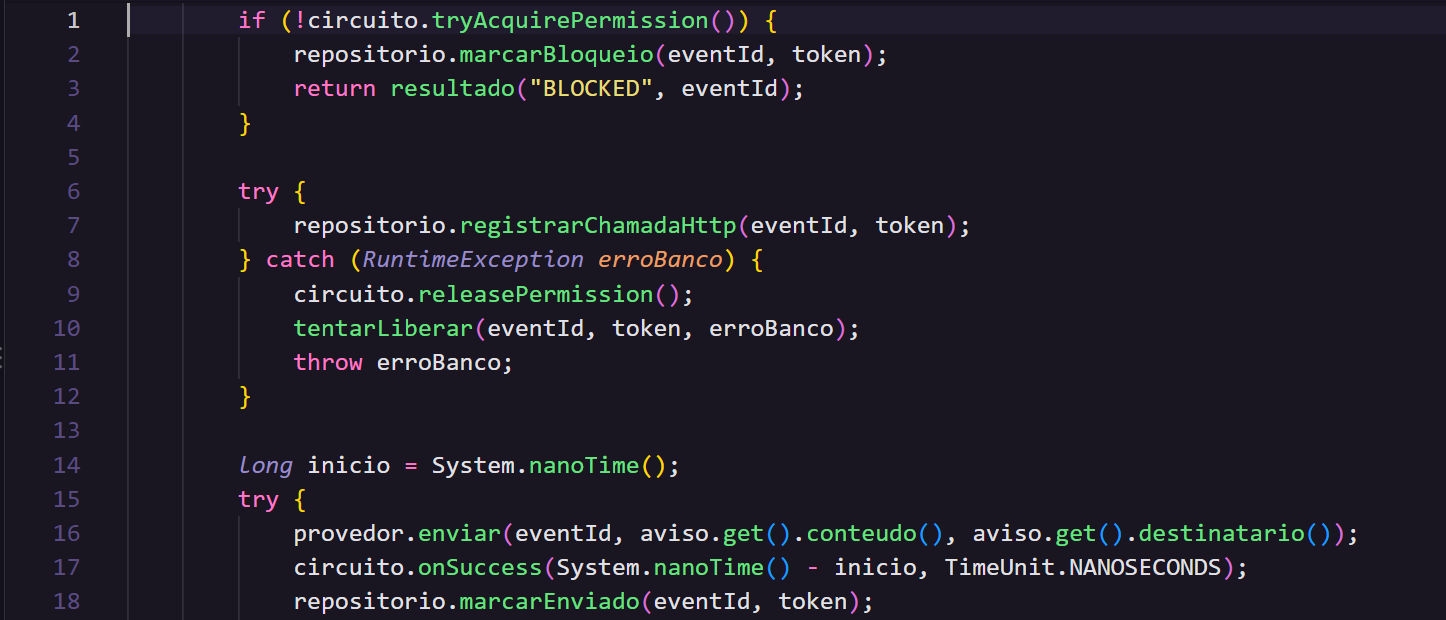 1 if (!circuito.tryAcquirePermission()) {
2 repositorio.marcarBloqueio(eventId, token);
3 return resultado("BLOCKED", eventId);
4 }
5
6 try {
7 repositorio.registrarChamadaHttp(eventId, token);
8 } catch (RuntimeException erroBanco) {
9 circuito.releasePermission();
10 tentarLiberar(eventId, token, erroBanco);
11 throw erroBanco;
12 }
13
14 long inicio = System.nanoTime();
15 try {
16 provedor.enviar(eventId, aviso.get().conteudo(), aviso.get().destinatario());
17 circuito.onSuccess(System.nanoTime() - inicio, TimeUnit.NANOSECONDS);
18 repositorio.marcarEnviado(eventId, token);